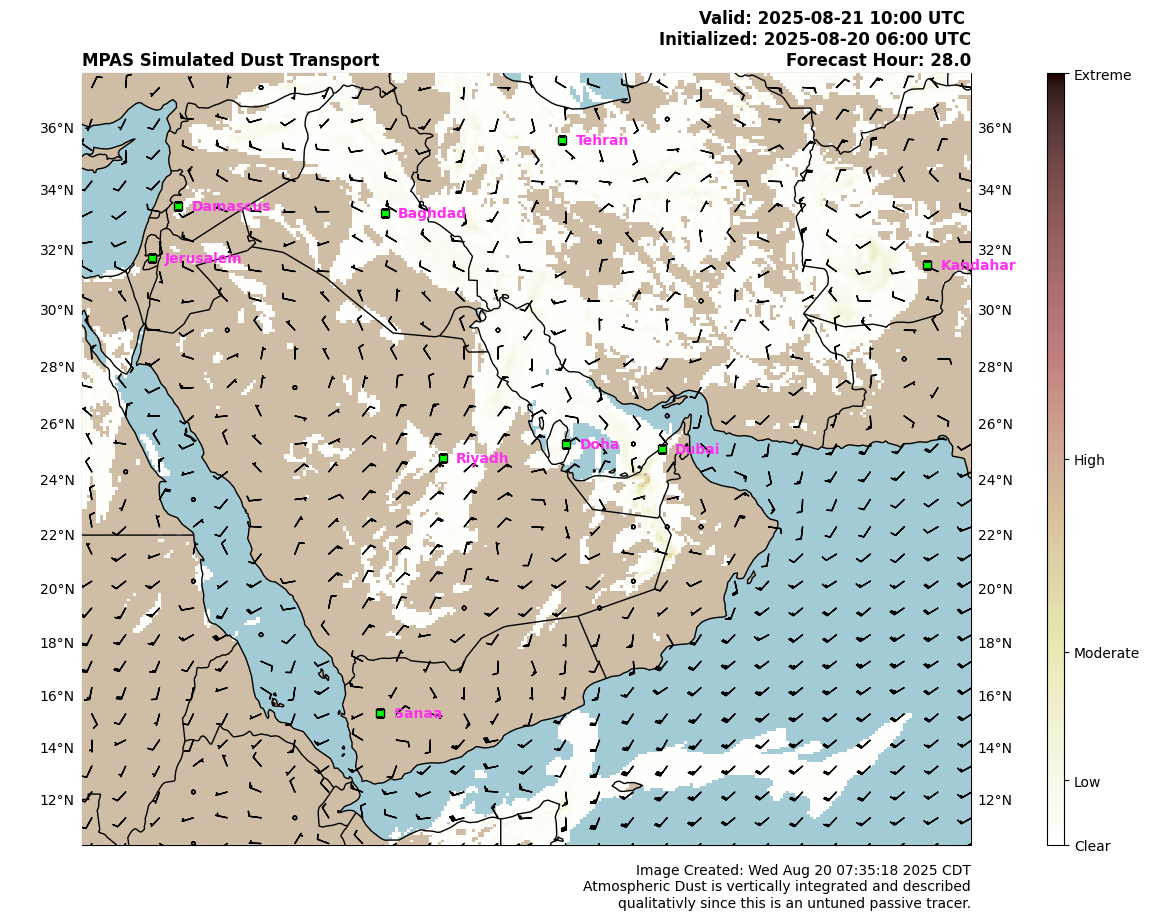 Valid: 2025-08-21 10:00 UTC
Initialized: 2025-08-20 06:00 UTC
MPAS Simulated Dust Transport Forecast Hour: 28.0
Extreme
36°N Tehran 36°N
34°N Damascus Baghdad 34°N
32°N Jerusalem Kandahar 32°N
30°N 30°N
28°N 28°N
26°N Doha Dubai 26°N
Riyadh High
24°N 24°N
22°N 22°N
20°N 20°N
18°N 18°N
Moderate
16°N Sanaa 16°N
14°N 14°N
Low
12°N 12°N
Clear
Image Created: Wed Aug 20 07:35:18 2025 CDT
Atmospheric Dust is vertically integrated and described
qualitativly since this is an untuned passive tracer.